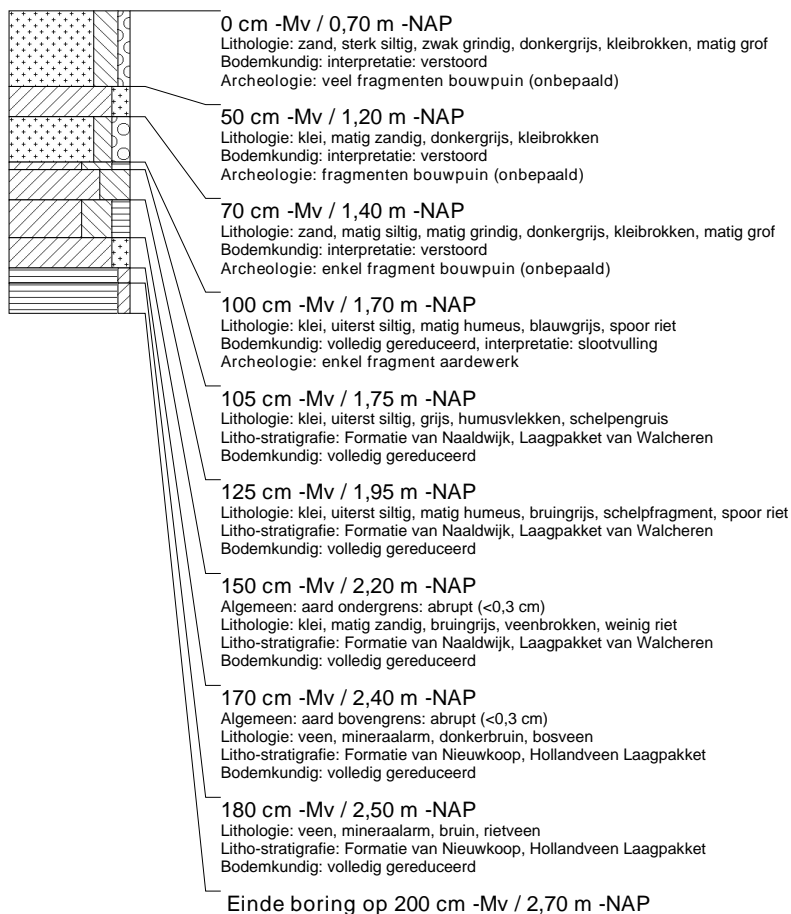 0 cm -Mv / 0,70 m -NAP
Lithologie: zand, sterk siltig, zwak grindig, donkergrijs, kleibrokken, matig grof
Bodemkundig: interpretatie: verstoord
Archeologie: veel fragmenten bouwpuin (onbepaald)
50 cm -Mv / 1,20 m -NAP
Lithologie: klei, matig zandig, donkergrijs, kleibrokken
Bodemkundig: interpretatie: verstoord
Archeologie: fragmenten bouwpuin (onbepaald)
70 cm -Mv / 1,40 m -NAP
Lithologie: zand, matig siltig, matig grindig, donkergrijs, kleibrokken, matig grof
Bodemkundig: interpretatie: verstoord
Archeologie: enkel fragment bouwpuin (onbepaald)
100 cm -Mv / 1,70 m -NAP
Lithologie: klei, uiterst siltig, matig humeus, blauwgrijs, spoor riet
Bodemkundig: volledig gereduceerd, interpretatie: slootvulling
Archeologie: enkel fragment aardewerk
105 cm -Mv / 1,75 m -NAP
Lithologie: klei, uiterst siltig, grijs, humusvlekken, schelpengruis
Litho-stratigrafie: Formatie van Naaldwijk, Laagpakket van Walcheren
Bodemkundig: volledig gereduceerd
125 cm -Mv / 1,95 m -NAP
Lithologie: klei, uiterst siltig, matig humeus, bruingrijs, schelpfragment, spoor riet
Litho-stratigrafie: Formatie van Naaldwijk, Laagpakket van Walcheren
Bodemkundig: volledig gereduceerd
150 cm -Mv / 2,20 m -NAP
Algemeen: aard ondergrens: abrupt (<0,3 cm)
Lithologie: klei, matig zandig, bruingrijs, veenbrokken, weinig riet
Litho-stratigrafie: Formatie van Naaldwijk, Laagpakket van Walcheren
Bodemkundig: volledig gereduceerd
170 cm -Mv / 2,40 m -NAP
Algemeen: aard bovengrens: abrupt (<0,3 cm)
Lithologie: veen, mineraalarm, donkerbruin, bosveen
Litho-stratigrafie: Formatie van Nieuwkoop, Hollandveen Laagpakket
Bodemkundig: volledig gereduceerd
180 cm -Mv / 2,50 m -NAP
Lithologie: veen, mineraalarm, bruin, rietveen
Litho-stratigrafie: Formatie van Nieuwkoop, Hollandveen Laagpakket
Bodemkundig: volledig gereduceerd
Einde boring op 200 cm -Mv / 2,70 m -NAP